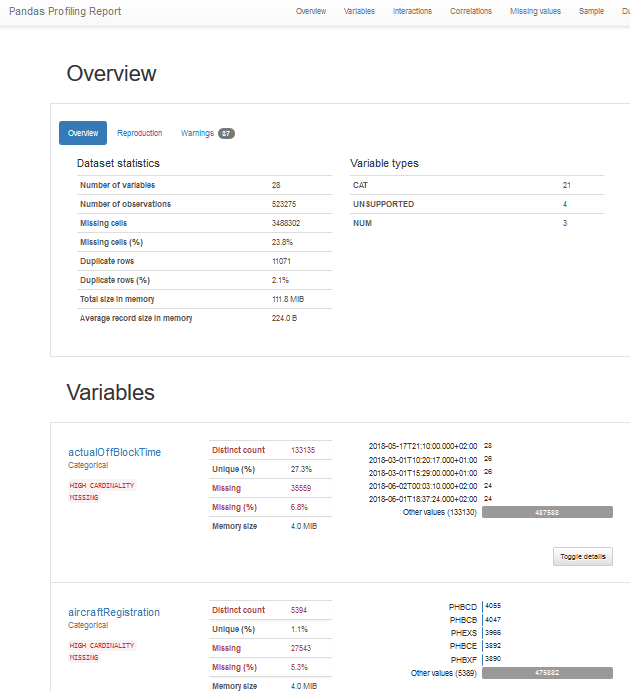 Pandas Profiling Report
Overview Variables Interactions Correlations Missing values Sample Du
Overview
Overview Reproduction Warnings 37
Dataset statistics
Number of variables 28
Number of observations 523275
Missing cells 3488302
Missing cells (%) 23.8%
Duplicate rows 11071
Duplicate rows (%) 2.1%
Total size in memory 111.8 MiB
Average record size in memory 224.0 B
Variable types
CAT 21
UNSUPPORTED 4
NUM 3
Variables
actualOffBlockTime
Categorical
HIGH CARDINALITY
MISSING
Distinct count 133135
Unique (%) 27.3%
Missing 35559
Missing (%) 6.8%
Memory size 4.0 MiB
2018-05-17T21:10:00.000+02:00 28
2018-03-01T10:20:17.000+01:00 26
2018-03-01T15:29:00.000+01:00 26
2018-06-02T00:03:10.000+02:00 24
2018-06-01T18:37:24.000+02:00 24
Other values (133130) 487588
Toggle details
aircraftRegistration
Categorical
HIGH CARDINALITY
MISSING
Distinct count 5394
Unique (%) 1.1%
Missing 27543
Missing (%) 5.3%
Memory size 4.0 MiB
PHBCD 4055
PHBCB 4047
PHEXS 3966
PHBCE 3892
PHBXF 3890
Other values (5389) 475882